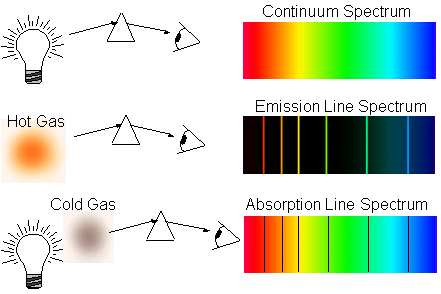 Continuum Spectrum
Hot Gas
Emission Line Spectrum
Cold Gas
Absorption Line Spectrum